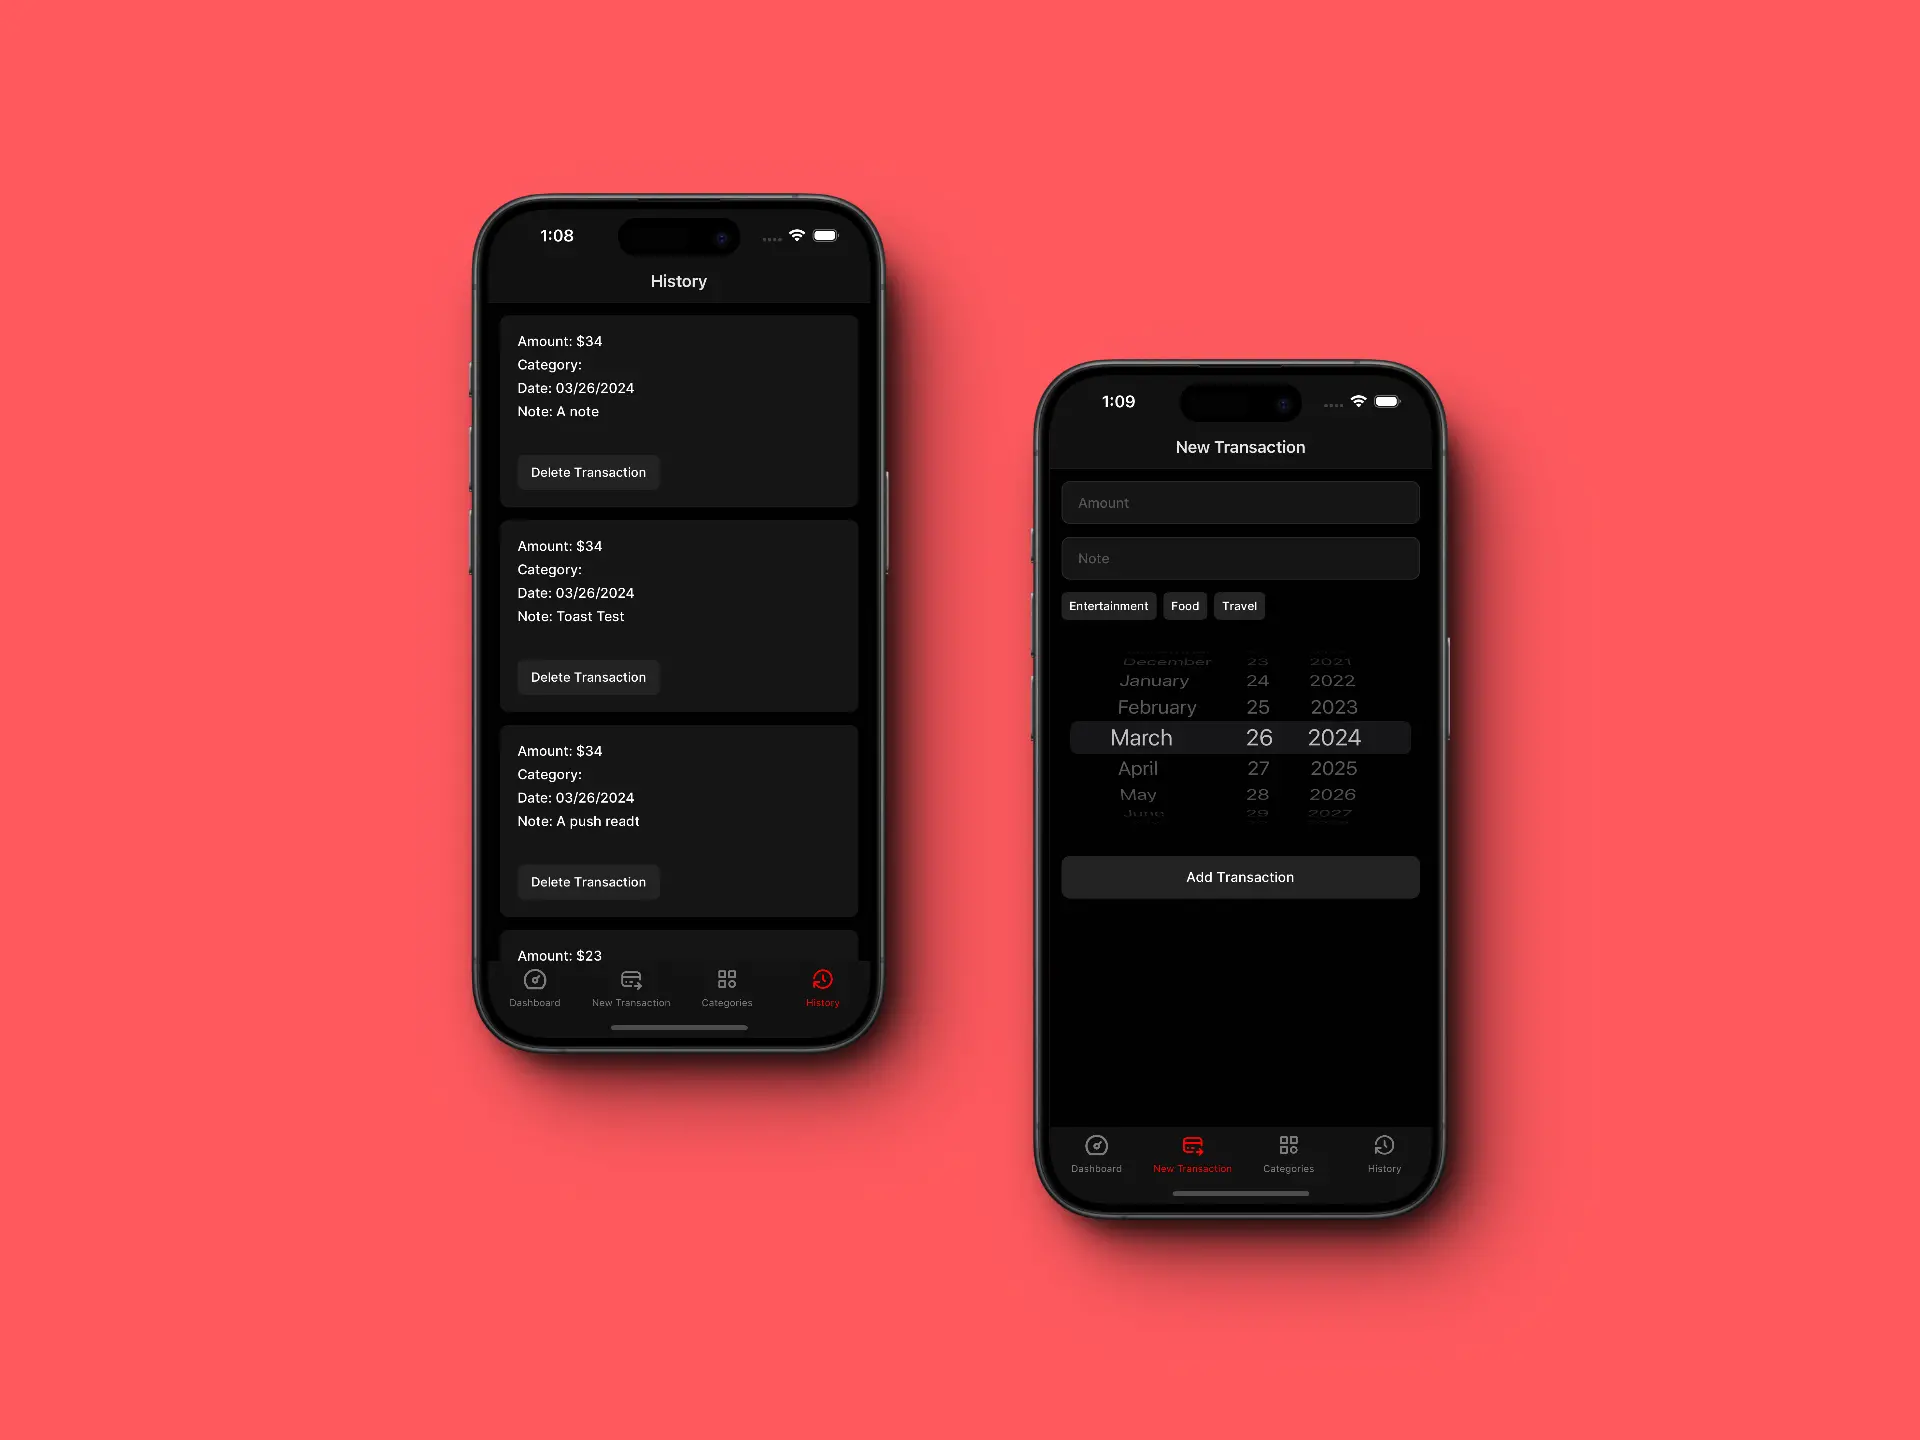 1:08
History
Amount: $34
Category:
Date: 03/26/2024
Note: A note
Delete Transaction
Amount: $34
Category:
Date: 03/26/2024
Note: Toast Test
Delete Transaction
Amount: $34
Category:
Date: 03/26/2024
Note: A push readt
Delete Transaction
Amount: $23
Dashboard New Transaction Categories History
1:09
New Transaction
Amount
Note
Entertainment Food Travel
December 23 2021
January 24 2022
February 25 2023
March 26 2024
April 27 2025
May 28 2026
June 29 2027
Add Transaction
Dashboard New Transaction Categories History